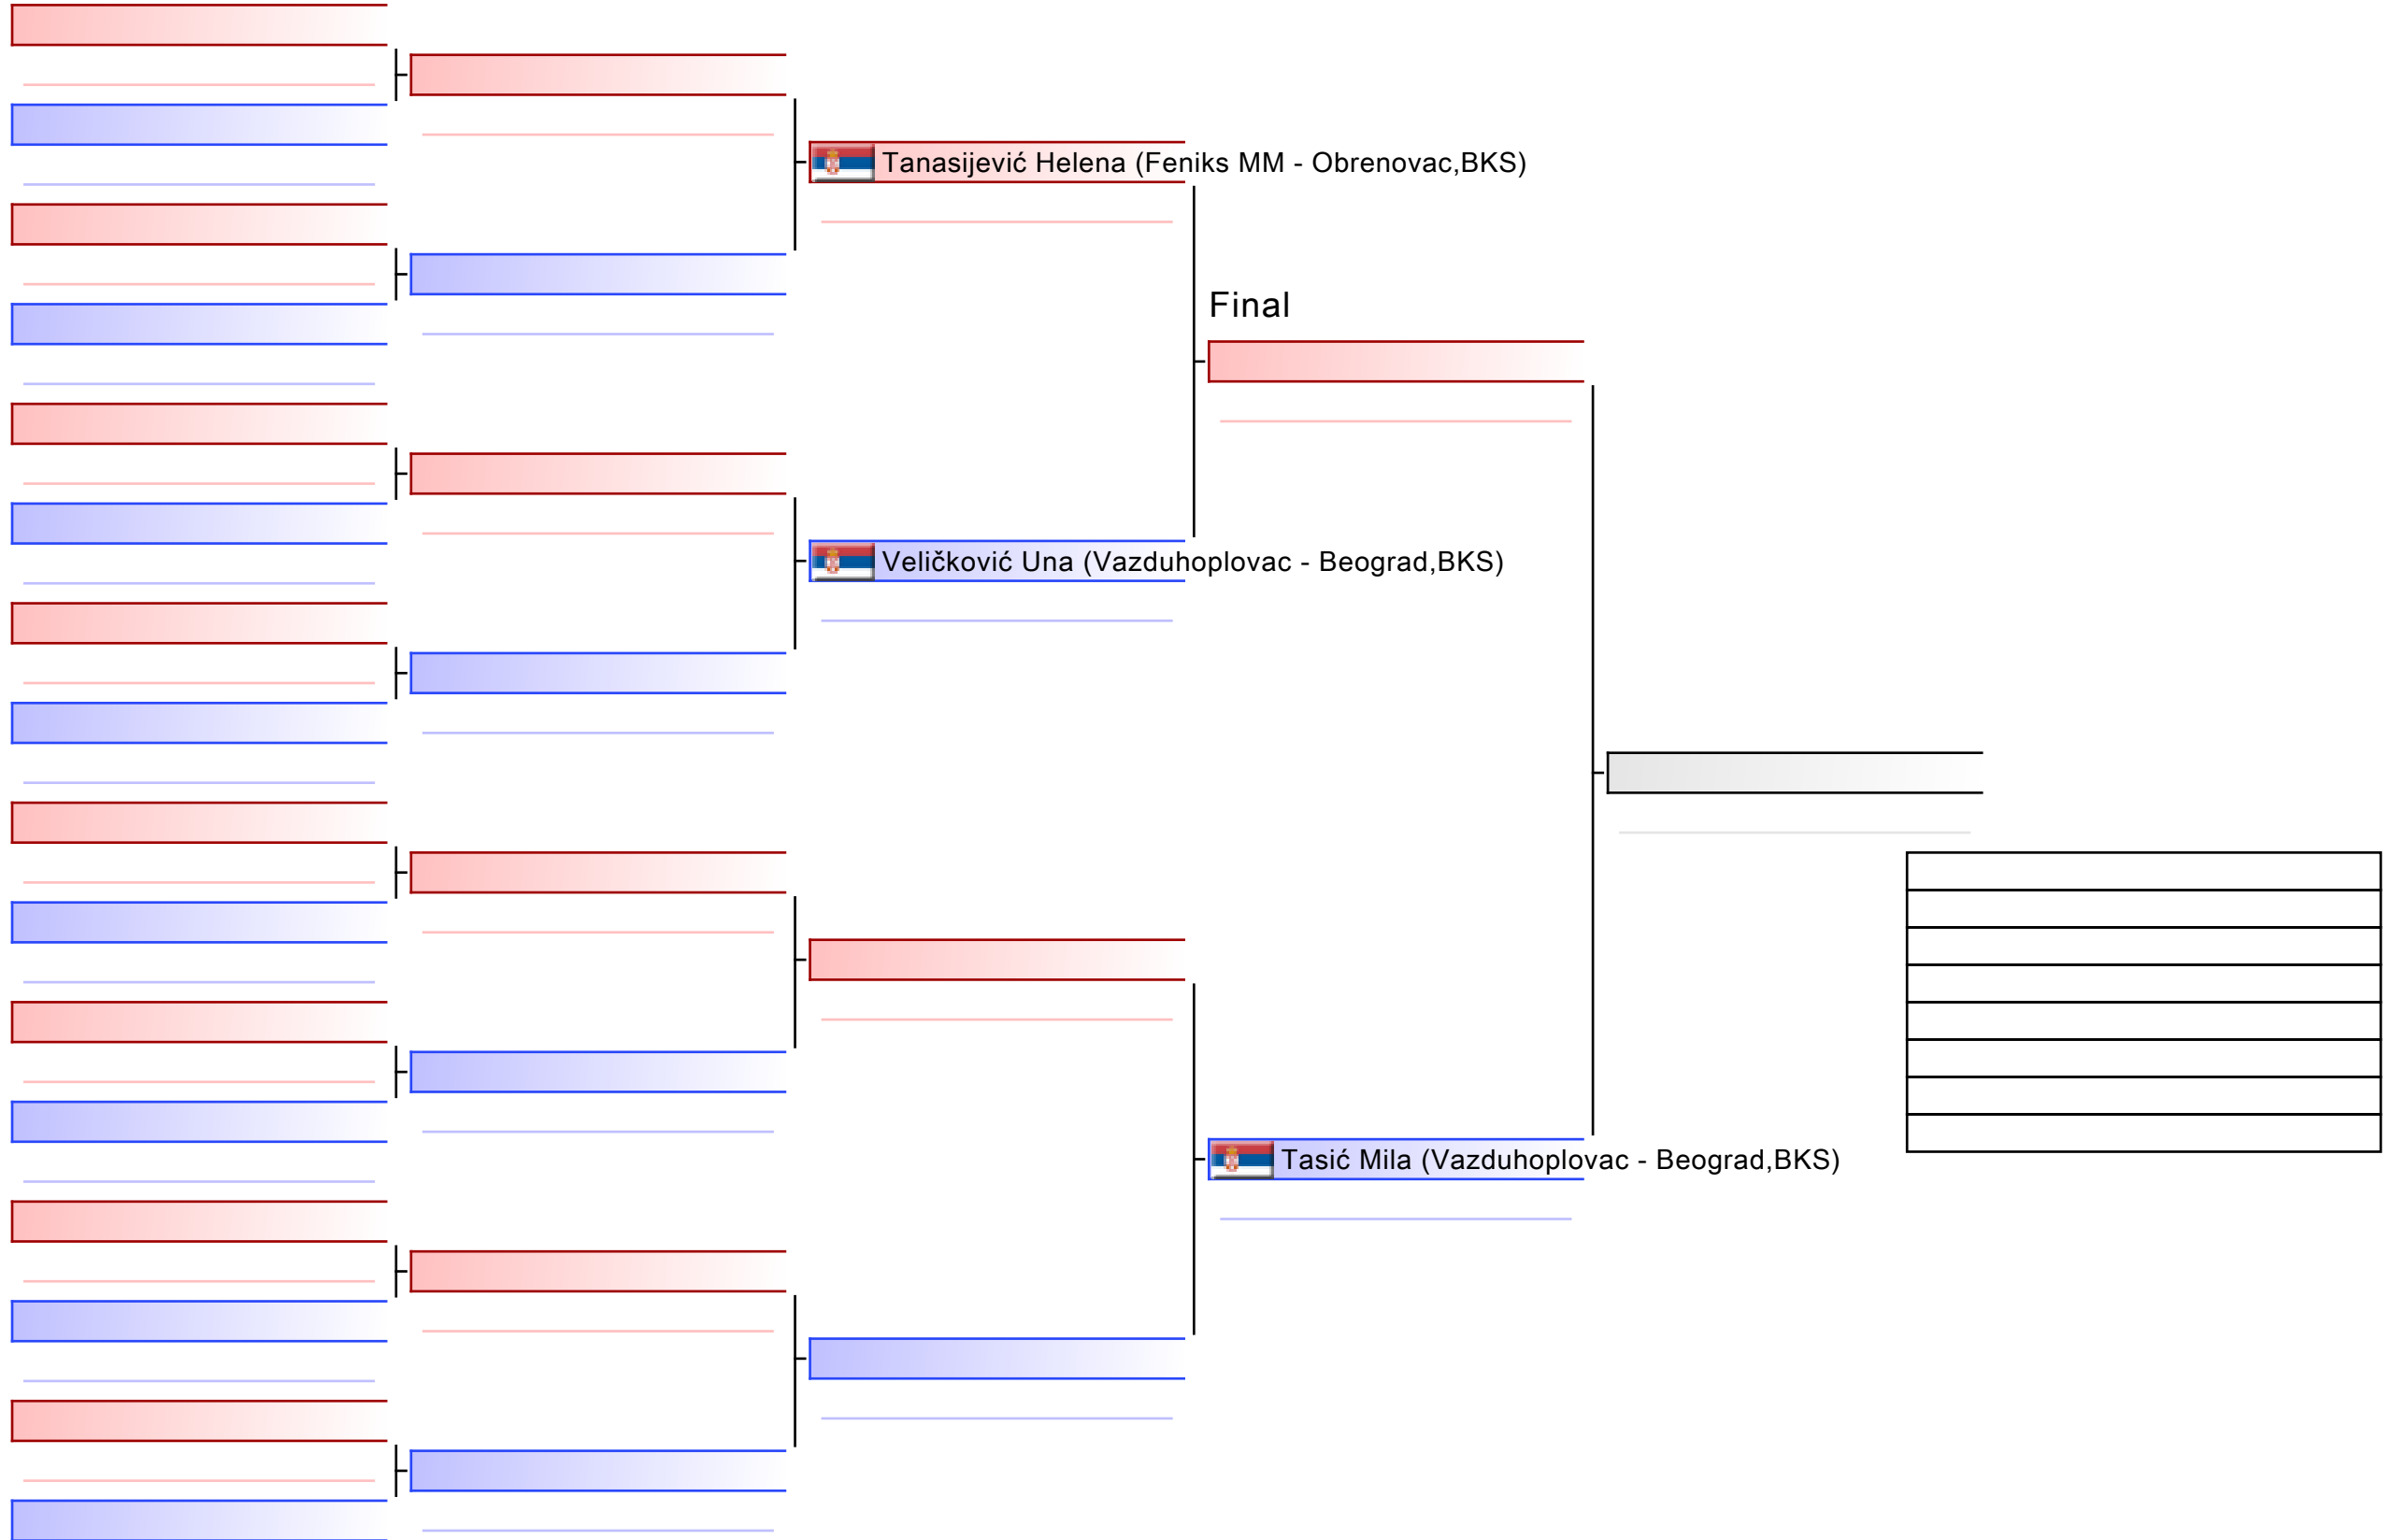 Tanasijević Helena (Feniks MM - Obrenovac,BKS)
Final
Veličković Una (Vazduhoplovac - Beograd,BKS)
Tasić Mila (Vazduhoplovac - Beograd,BKS)